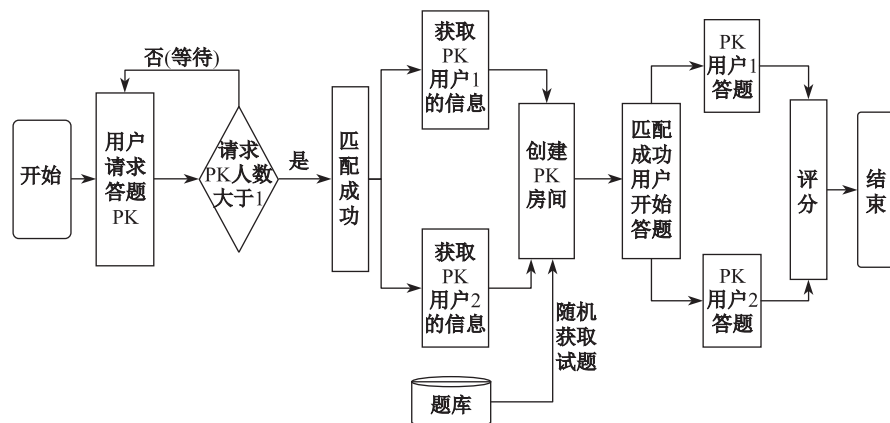 开始
否(等待)
用户
请求
答题
PK
请求
PK人数
大于1
是
匹
配
成
功
获取
PK
用户1
的信息
获取
PK
用户2
的信息
创建
PK
房间
随机
获取
试题
题库
匹配
成功
用户
开始
答题
PK
用户1
答题
PK
用户2
答题
评
分
结
束